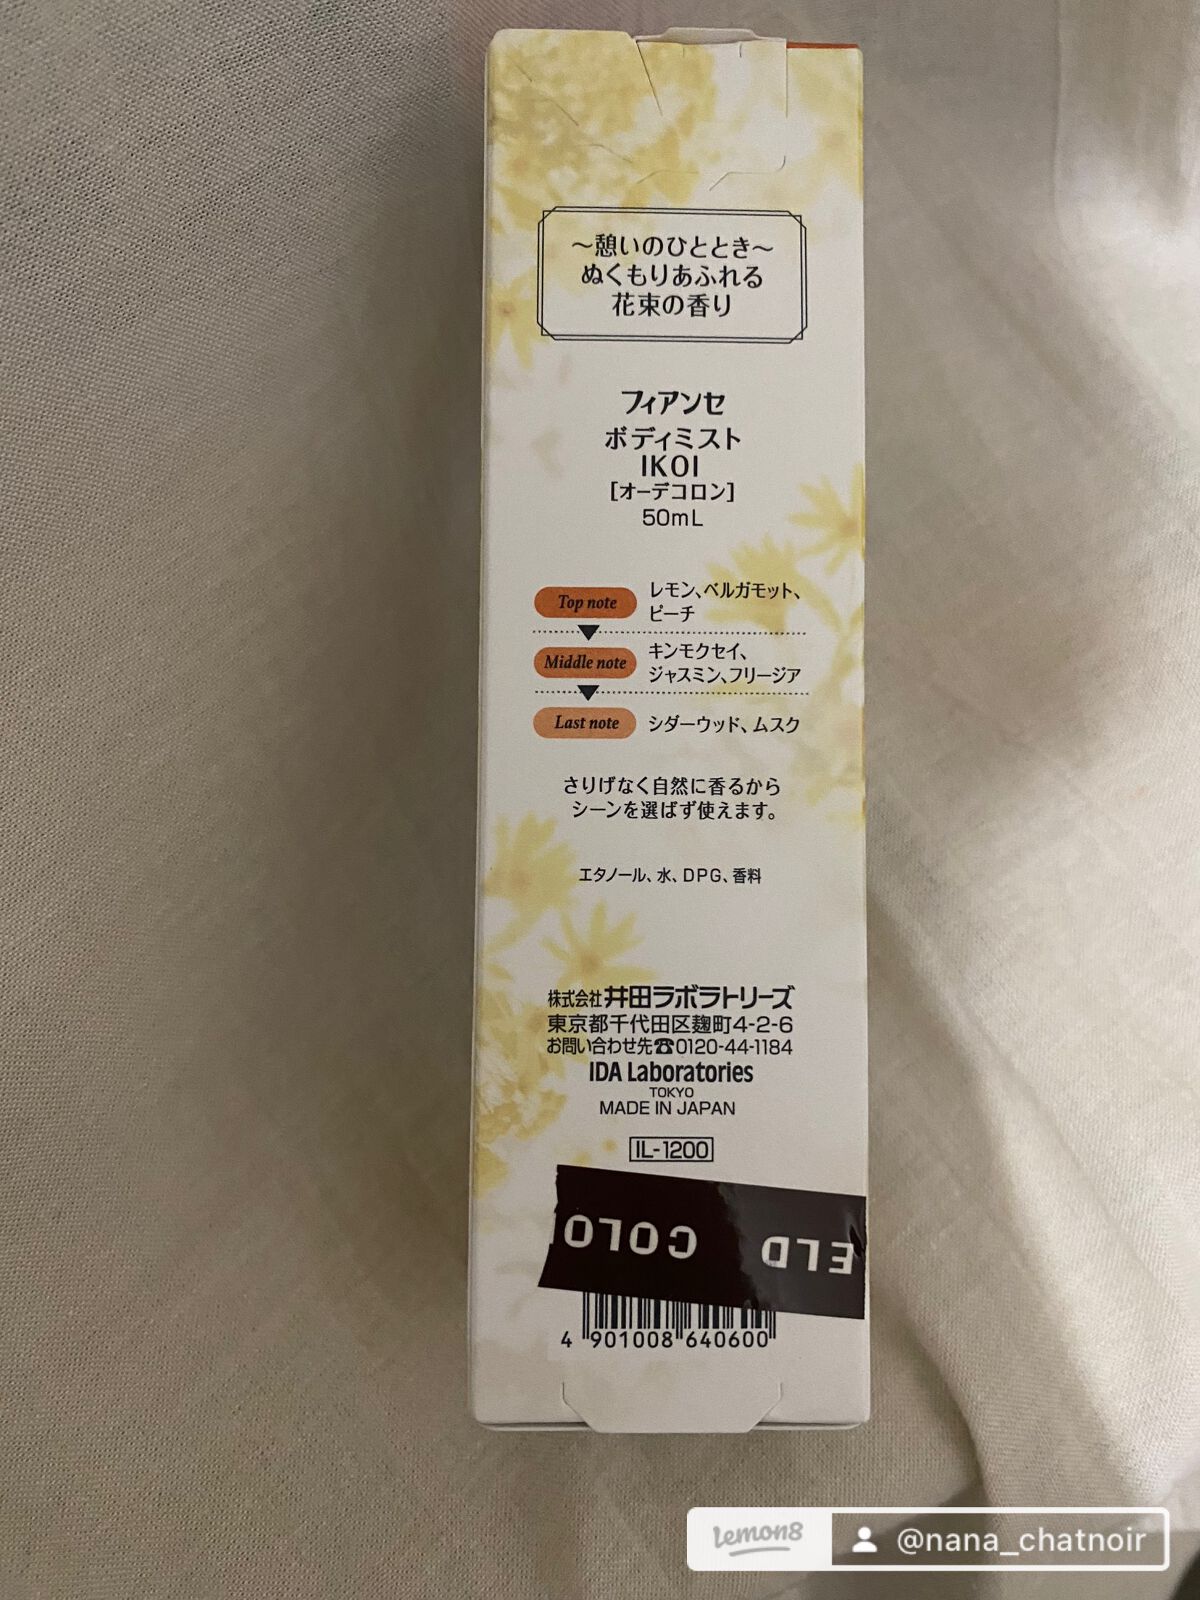 ～憩いのひととき～
ぬくもりあふれる
花束の香り
フィアンセ
ボディミスト
IKOI
[オーデコロン]
50mL
Top note レモン、ベルガモット、
ピーチ
Middle note キンモクセイ、
ジャスミン、フリージア
Last note シダーウッド、ムスク
さりげなく自然に香るから
シーンを選ばず使えます。
エタノール、水、DPG、香料
株式会社井田ラボラトリーズ
東京都千代田区麹町4-2-6
お問い合わせ先☎0120-44-1184
IDA Laboratories
TOKYO
MADE IN JAPAN
IL-1200
ELD COLO
4 901008 640600
lemon8 @nana_chatnoir